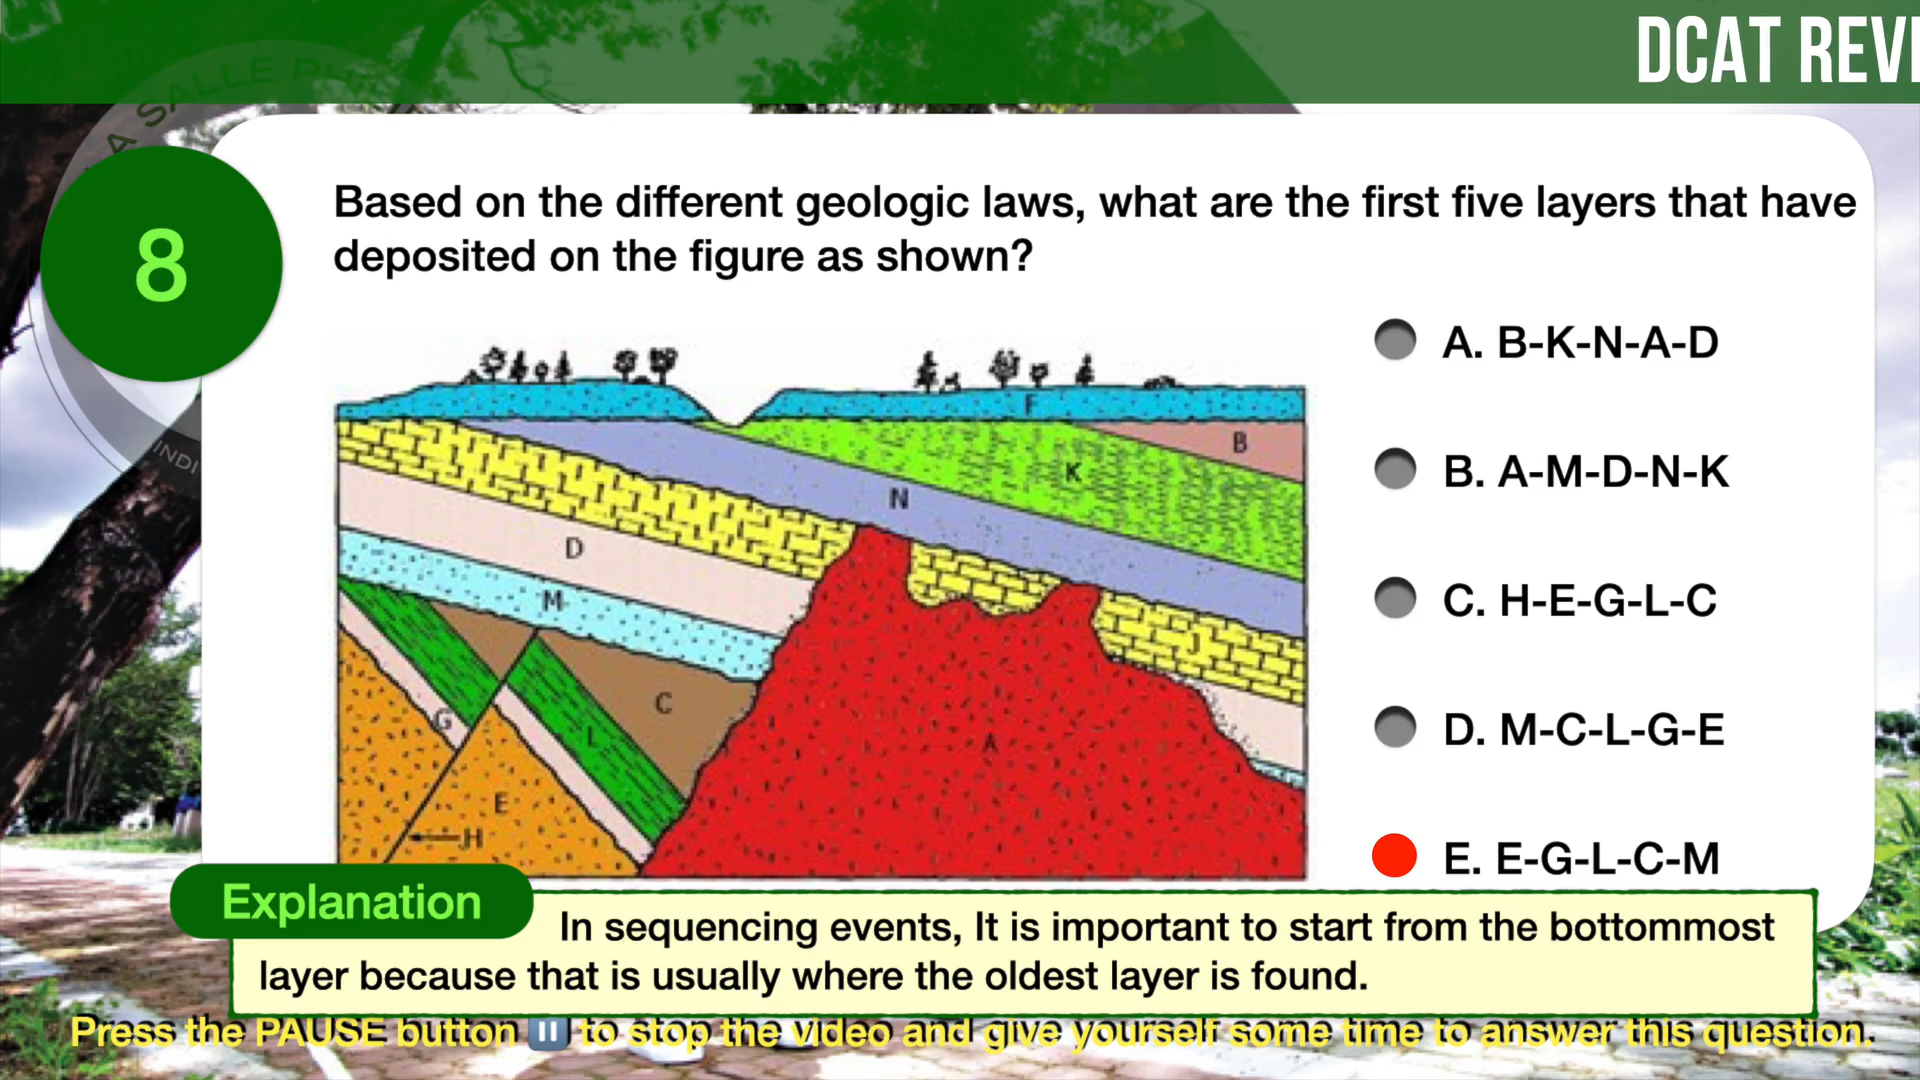 DCAT REVI
A SALLE PH
INDI
8
Based on the different geologic laws, what are the first five layers that have
deposited on the figure as shown?
A. B-K-N-A-D
B. A-M-D-N-K
C. H-E-G-L-C
D. M-C-L-G-E
E. E-G-L-C-M
F
B
K
N
D
M
J
C
G
L
A
E
H
Explanation
In sequencing events, It is important to start from the bottommost
layer because that is usually where the oldest layer is found.
Press the PAUSE button ⏸ to stop the video and give yourself some time to answer this question.